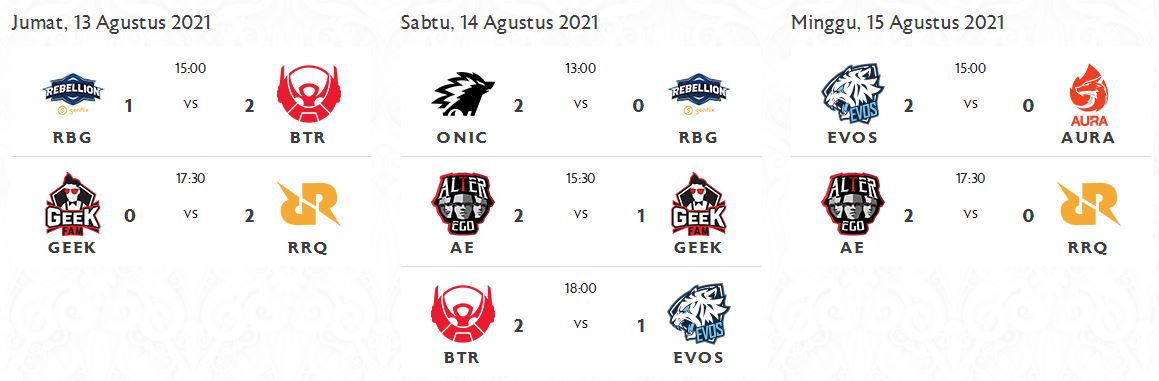 Jumat, 13 Agustus 2021
15:00
REBELLION
genflix
1 vs 2
RBG BTR
17:30
GEEK
FAM
0 vs 2
GEEK RRQ
Sabtu, 14 Agustus 2021
13:00
REBELLION
genflix
2 vs 0
ONIC RBG
15:30
ALTER
EGO
GEEK
FAM
2 vs 1
AE GEEK
18:00
EVOS
2 vs 1
BTR EVOS
Minggu, 15 Agustus 2021
15:00
EVOS
AURA
2 vs 0
EVOS AURA
17:30
ALTER
EGO
2 vs 0
AE RRQ